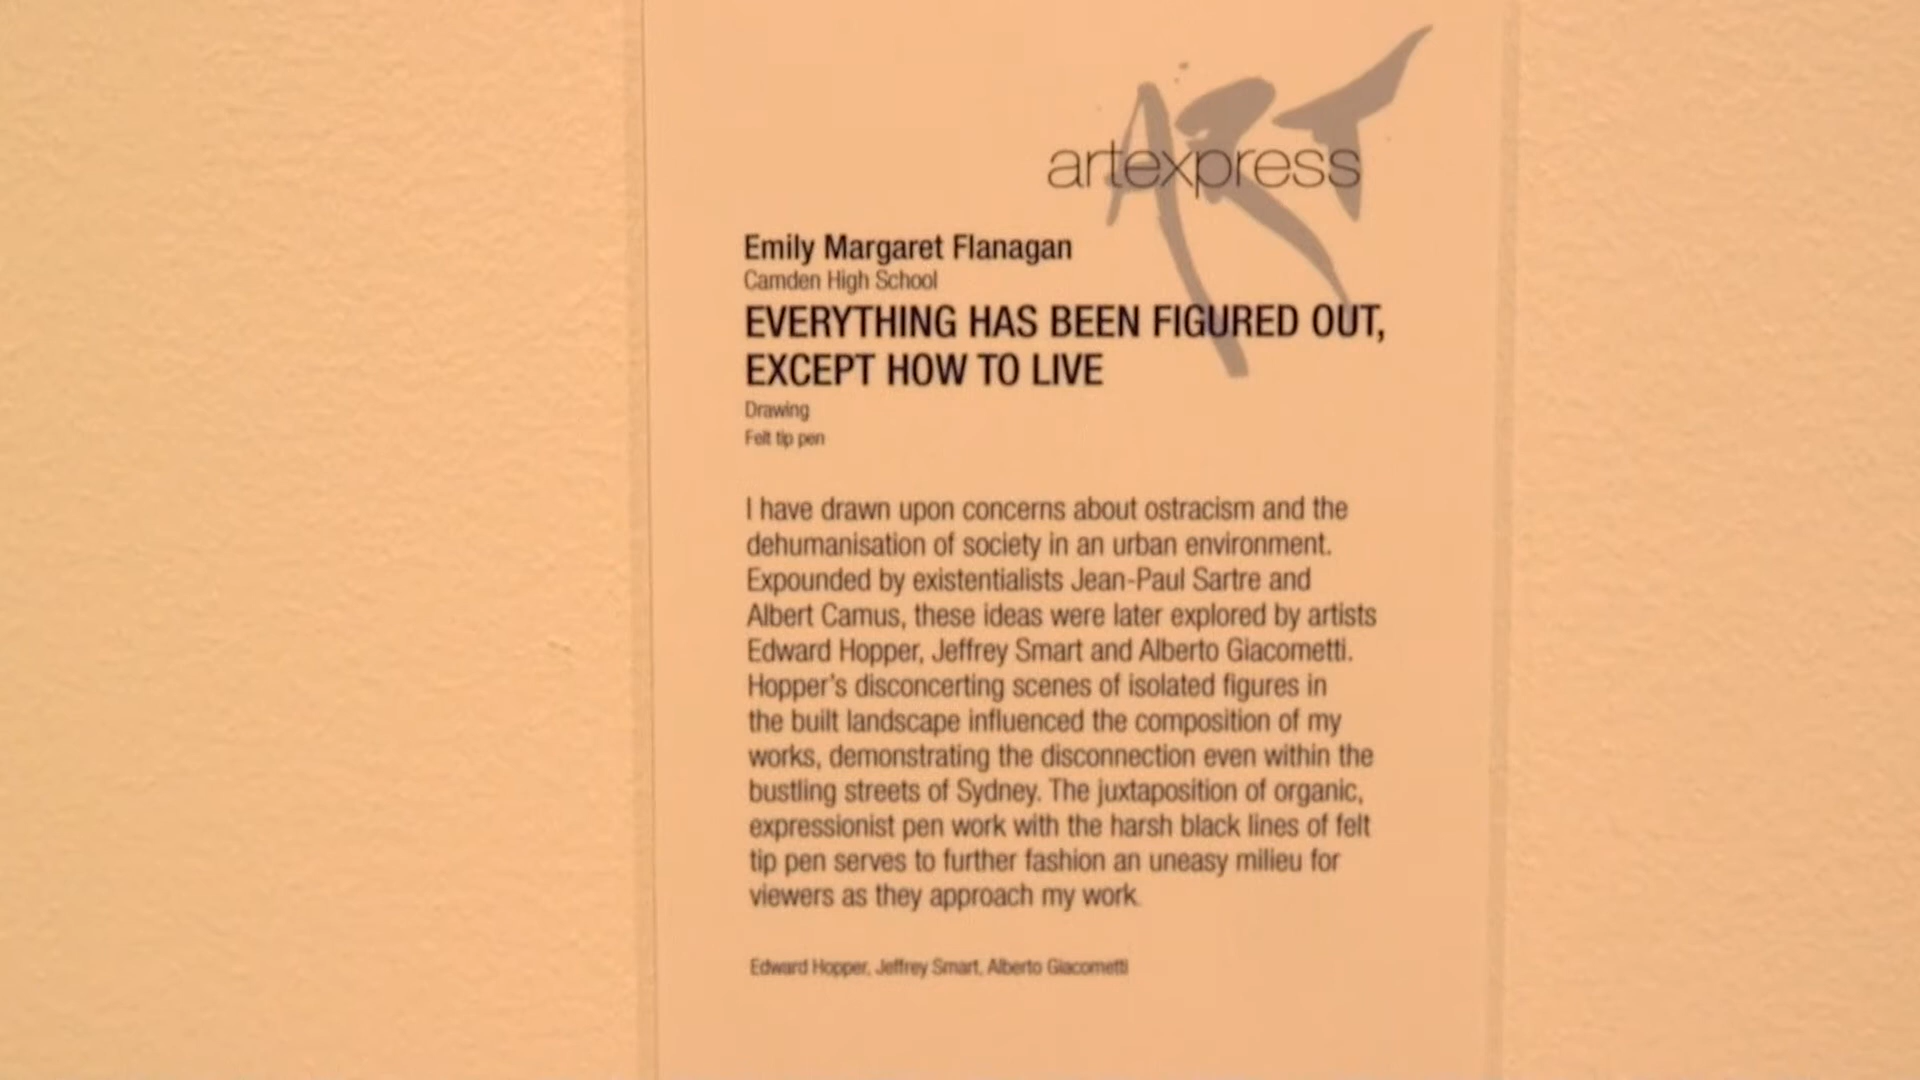 ART
artexpress
Emily Margaret Flanagan
Camden High School
EVERYTHING HAS BEEN FIGURED OUT,
EXCEPT HOW TO LIVE
Drawing
Felt tip pen
I have drawn upon concerns about ostracism and the
dehumanisation of society in an urban environment.
Expounded by existentialists Jean-Paul Sartre and
Albert Camus, these ideas were later explored by artists
Edward Hopper, Jeffrey Smart and Alberto Giacometti.
Hopper's disconcerting scenes of isolated figures in
the built landscape influenced the composition of my
works, demonstrating the disconnection even within the
bustling streets of Sydney. The juxtaposition of organic,
expressionist pen work with the harsh black lines of felt
tip pen serves to further fashion an uneasy milieu for
viewers as they approach my work.
Edward Hopper, Jeffrey Smart, Alberto Giacometti